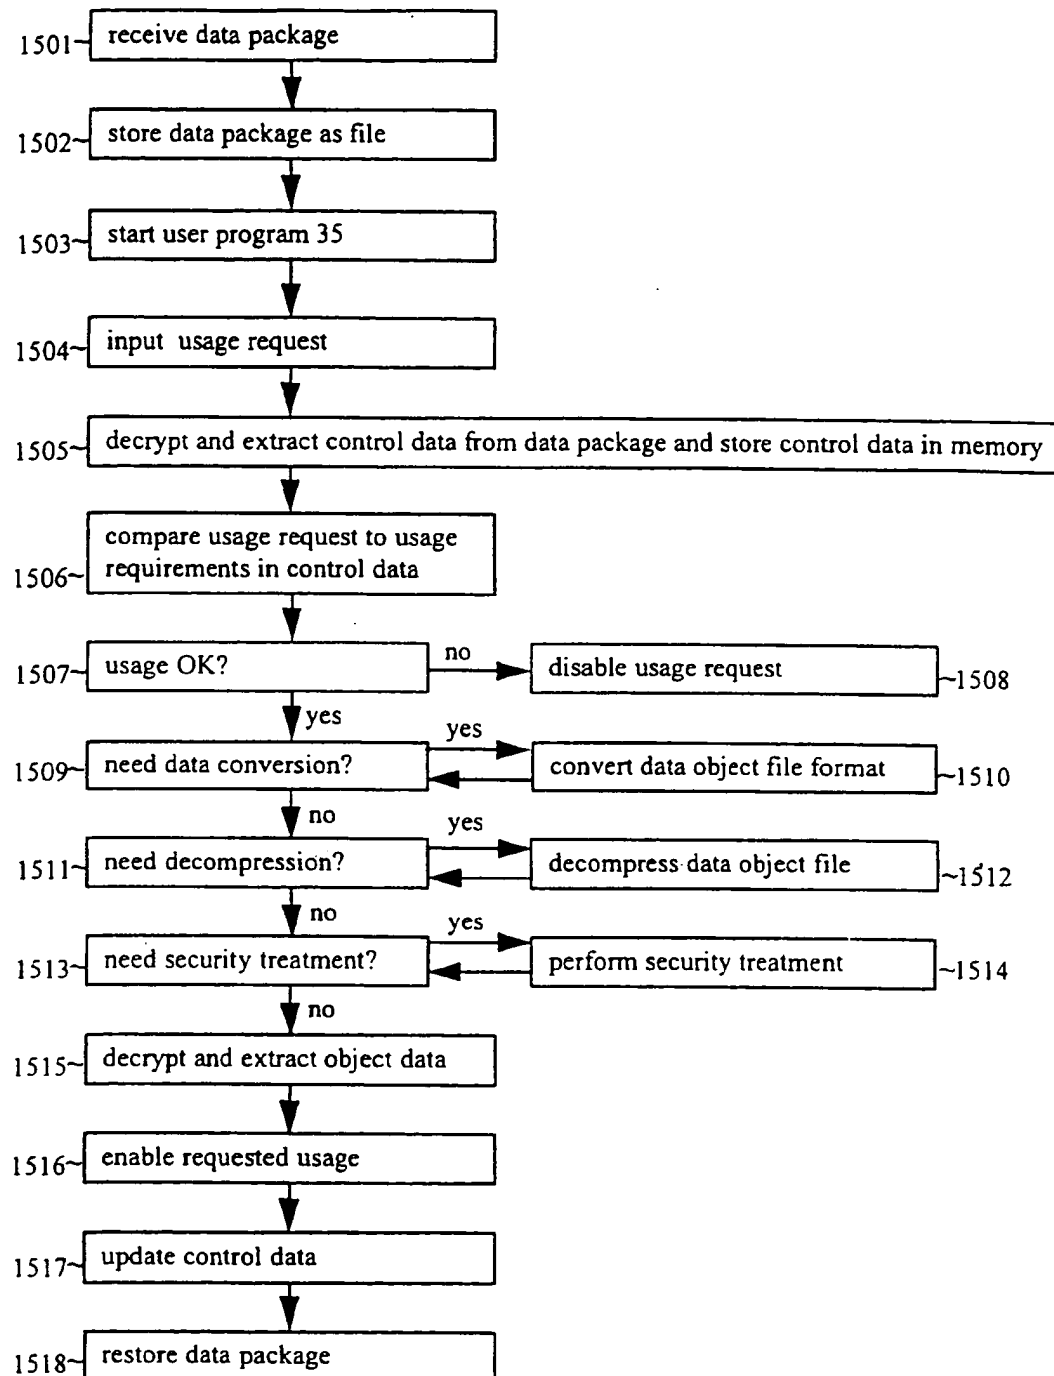 1501~ receive data package
1502~ store data package as file
1503~ start user program 35
1504~ input usage request
1505~ decrypt and extract control data from data package and store control data in memory
compare usage request to usage
1506~ requirements in control data
1507~ usage OK?
no
disable usage request ~1508
yes
yes
1509~ need data conversion?
convert data object file format ~1510
no
yes
1511~ need decompression?
decompress data object file ~1512
no
yes
1513~ need security treatment?
perform security treatment ~1514
no
1515~ decrypt and extract object data
1516~ enable requested usage
1517~ update control data
1518~ restore data package